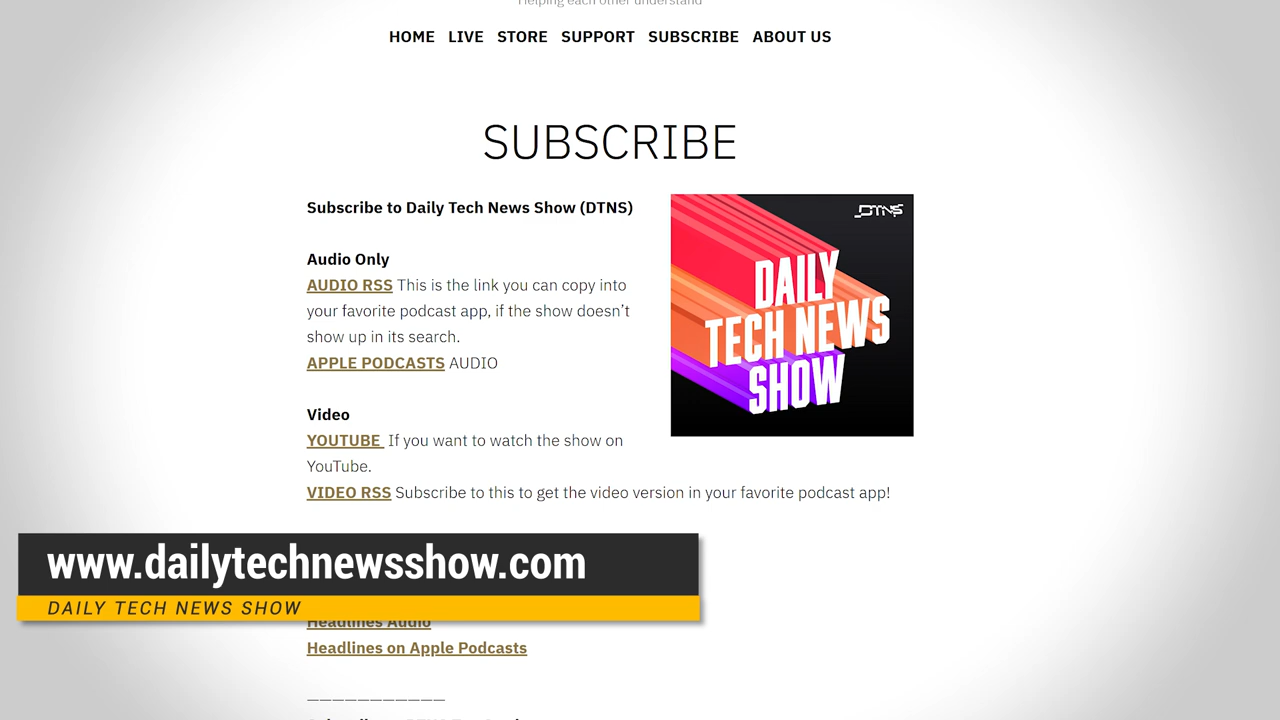 Helping each other understand
HOME LIVE STORE SUPPORT SUBSCRIBE ABOUT US
SUBSCRIBE
Subscribe to Daily Tech News Show (DTNS)
Audio Only
AUDIO RSS This is the link you can copy into
your favorite podcast app, if the show doesn't
show up in its search.
APPLE PODCASTS AUDIO
Video
YOUTUBE If you want to watch the show on
YouTube.
VIDEO RSS Subscribe to this to get the video version in your favorite podcast app!
DTNS
DAILY
TECH NEWS
SHOW
www.dailytechnewsshow.com
DAILY TECH NEWS SHOW
Headlines Audio
Headlines on Apple Podcasts